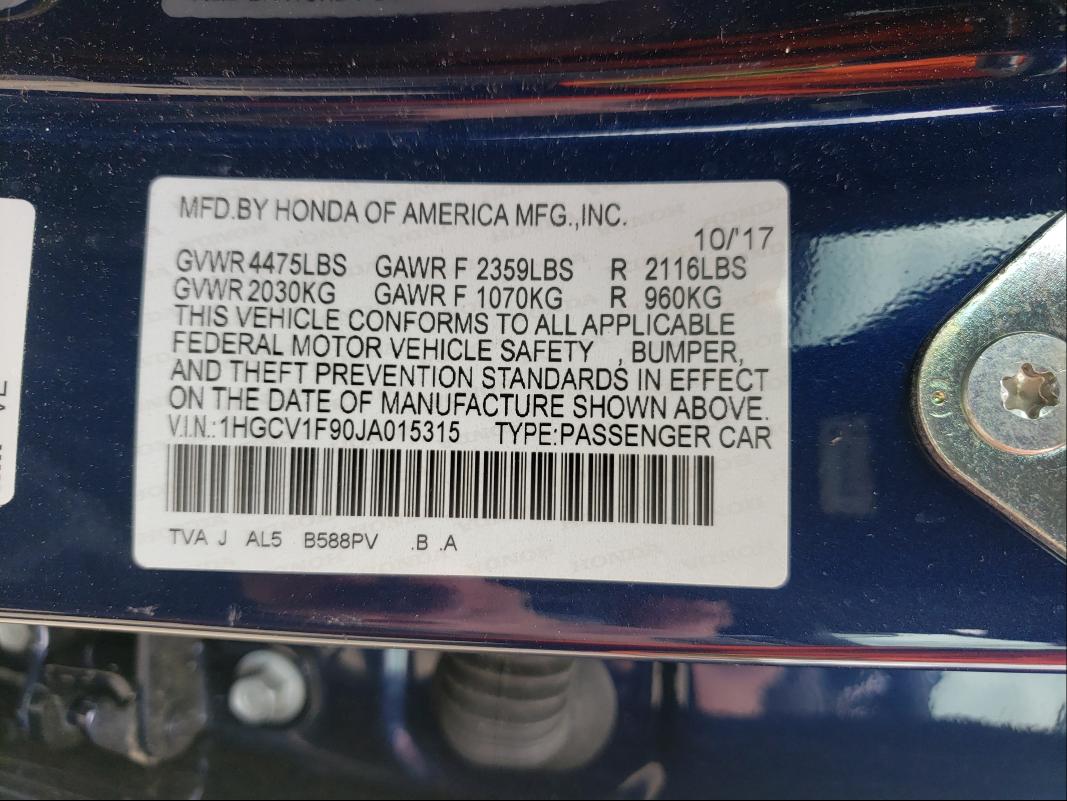 MFD.BY HONDA OF AMERICA MFG.,INC.
10/'17
GVWR 4475LBS GAWR F 2359LBS R 2116LBS
GVWR 2030KG GAWR F 1070KG R 960KG
THIS VEHICLE CONFORMS TO ALL APPLICABLE
FEDERAL MOTOR VEHICLE SAFETY , BUMPER,
AND THEFT PREVENTION STANDARDS IN EFFECT
ON THE DATE OF MANUFACTURE SHOWN ABOVE.
V.I.N.: 1HGCV1F90JA015315 TYPE:PASSENGER CAR
TVA J AL5 B588PV .B .A